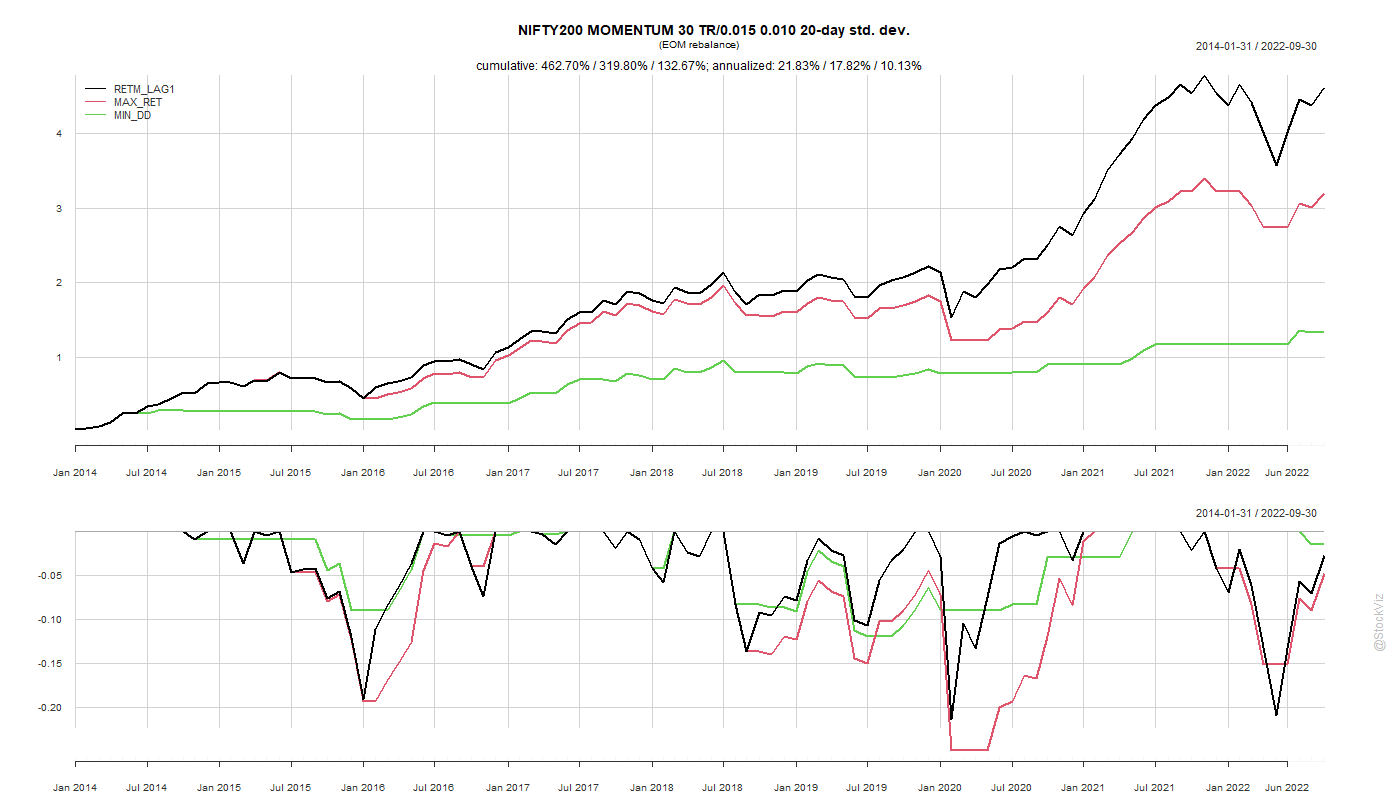 NIFTY200 MOMENTUM 30 TR/0.015 0.010 20-day std. dev.
(EOM rebalance)
2014-01-31 / 2022-09-30
cumulative: 462.70% / 319.80% / 132.67%; annualized: 21.83% / 17.82% / 10.13%
RETM_LAG1
MAX_RET
MIN_DD
4
3
2
1
Jan 2014 Jul 2014 Jan 2015 Jul 2015 Jan 2016 Jul 2016 Jan 2017 Jul 2017 Jan 2018 Jul 2018 Jan 2019 Jul 2019 Jan 2020 Jul 2020 Jan 2021 Jul 2021 Jan 2022 Jun 2022
2014-01-31 / 2022-09-30
-0.05
-0.10
-0.15
-0.20
Jan 2014 Jul 2014 Jan 2015 Jul 2015 Jan 2016 Jul 2016 Jan 2017 Jul 2017 Jan 2018 Jul 2018 Jan 2019 Jul 2019 Jan 2020 Jul 2020 Jan 2021 Jul 2021 Jan 2022 Jun 2022
@StockViz